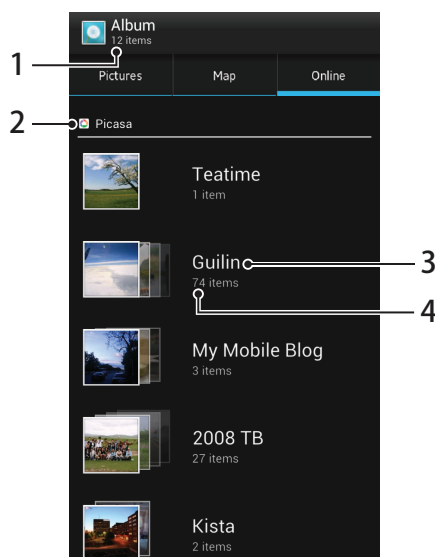 Album
12 items
1
Pictures Map Online
2
Picasa
Teatime
1 item
Guilin
3
74 items
4
My Mobile Blog
3 items
2008 TB
27 items
Kista
2 items